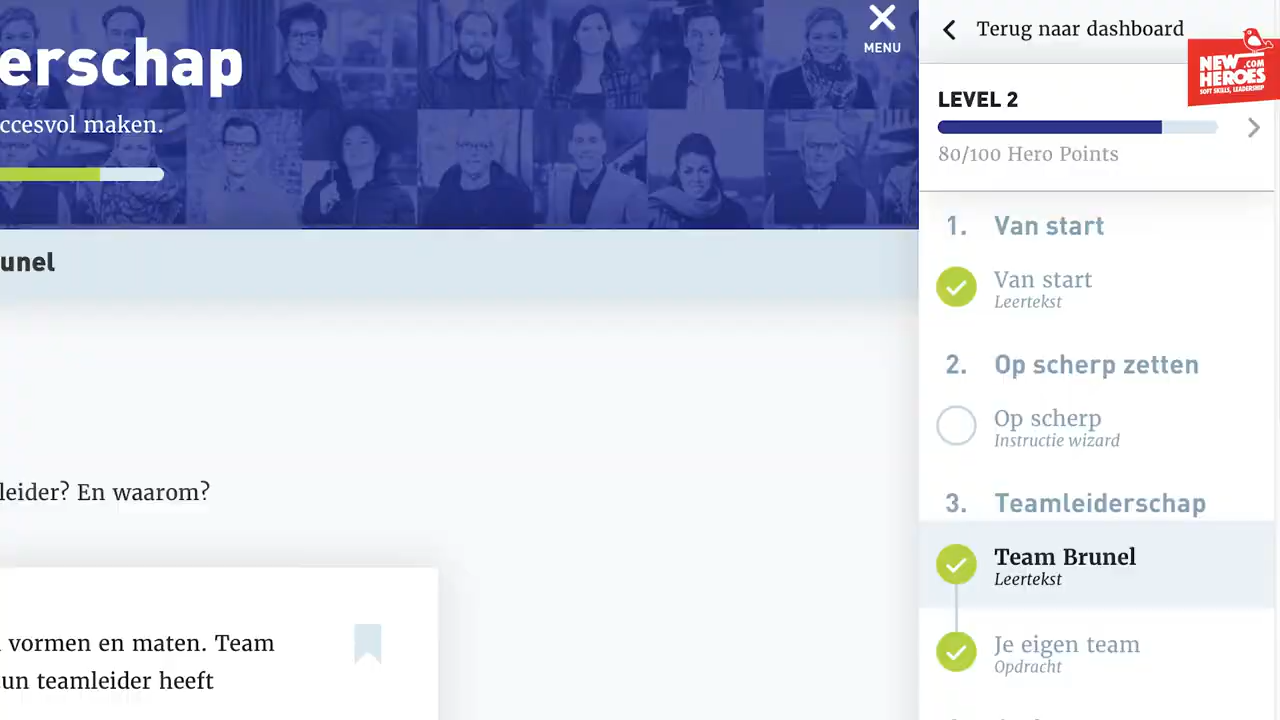 erschap
ccesvol maken.
MENU
unel
leider? En waarom?
vormen en maten. Team
un teamleider heeft
Terug naar dashboard
NEW
.COM
HEROES
SOFT SKILLS, LEADERSHIP
LEVEL 2
80/100 Hero Points
1. Van start
Van start
Leertekst
2. Op scherp zetten
Op scherp
Instructie wizard
3. Teamleiderschap
Team Brunel
Leertekst
Je eigen team
Opdracht